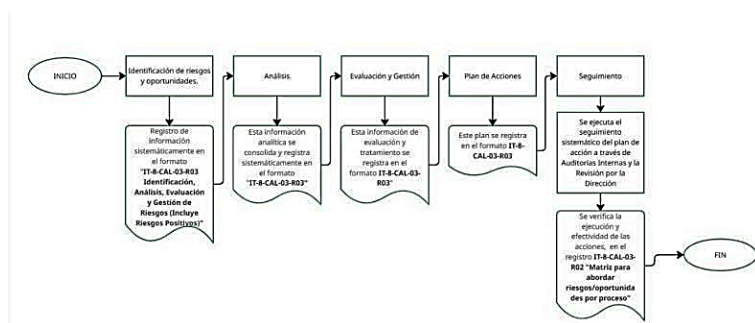 INICIO
Identificación de riesgos
y oportunidades.
Análisis
Evaluación y Gestión
Plan de Acciones
Seguimiento
Registro de
información
sistemáticamente en
el formato
"IT-8-CAL-03-R03
Identificación,
Análisis, Evaluación
y Gestión de
Riesgos (Incluye
Riesgos Positivos)"
Esta información
analítica se
consolida y registra
sistemáticamente en
el formato
"IT-8-CAL-03-R03"
Esta información de
evaluación y
tratamiento se
registra en el
formato IT-8-CAL-03-
R03"
Este plan se registra
en el formato IT-8-
CAL-03-R03
Se ejecuta el
seguimiento
sistemático del plan de
acción a través de
Auditorias Internas y la
Revisión por la
Dirección
Se verifica la
ejecución y
efectividad de las
acciones, en el
registro IT-8-CAL-03-
R02 "Matriz para
abordar
riesgos/oportunida
des por proceso"
FIN